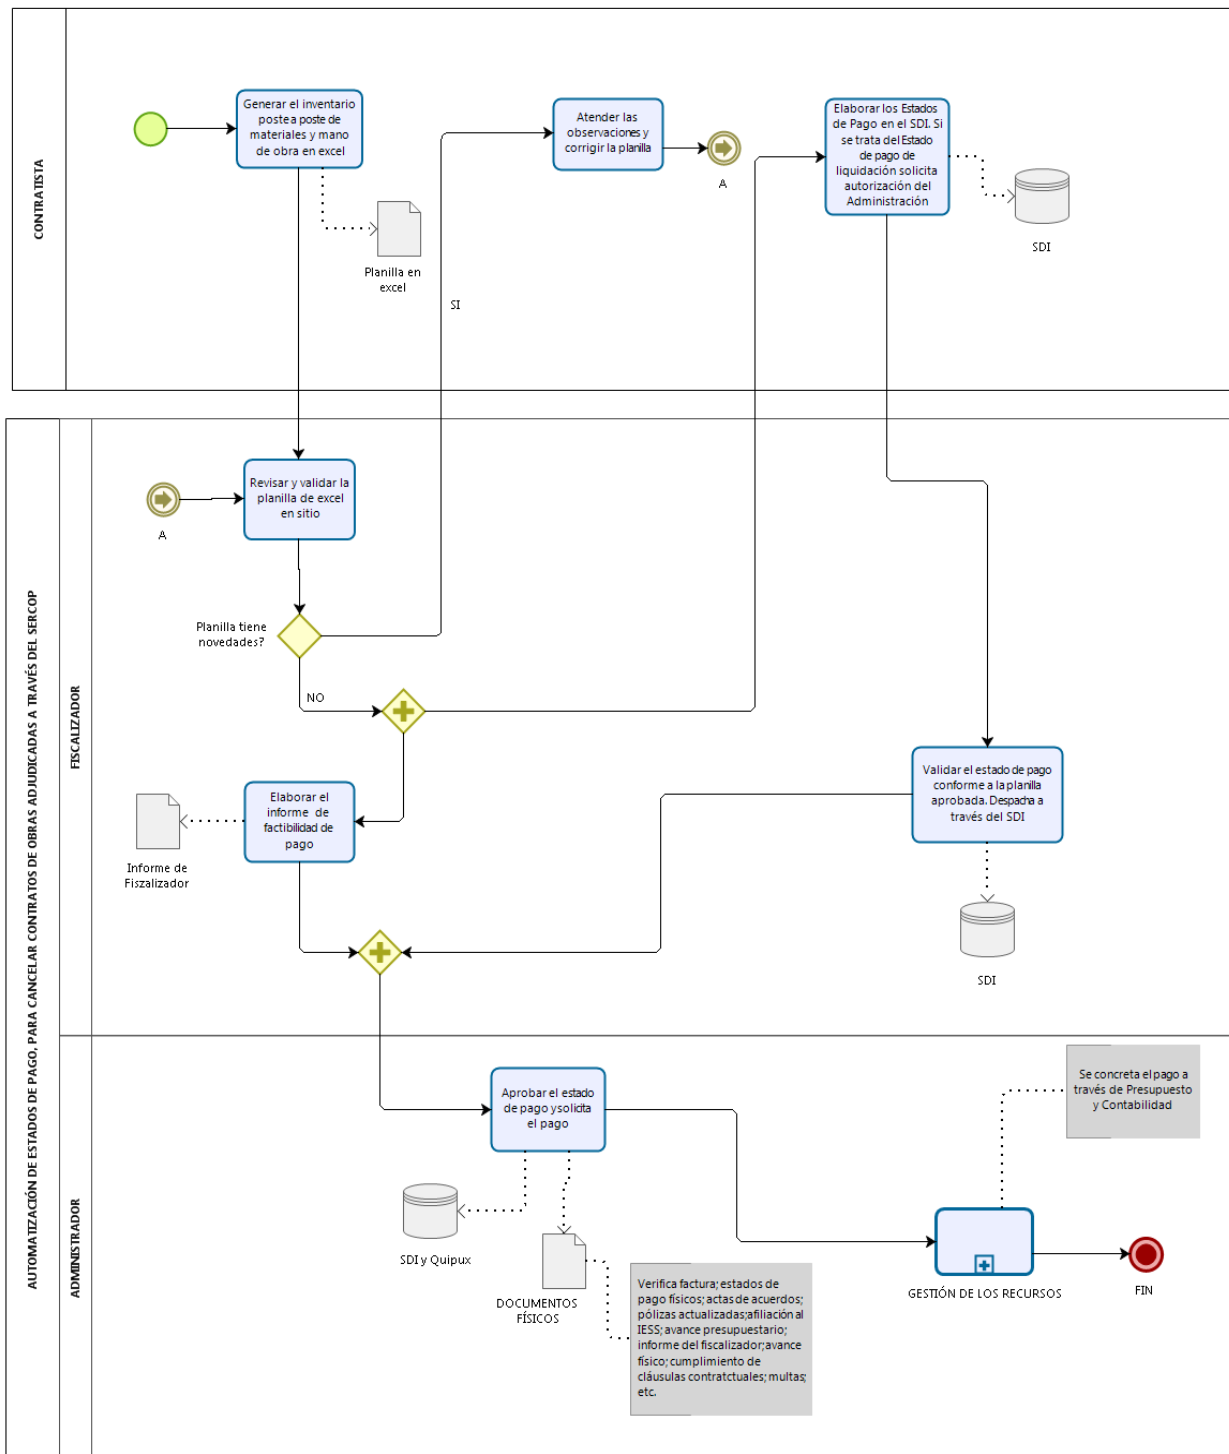 CONTRATISTA
Generar el inventario
poste a poste de
materiales y mano
de obra en excel
Planilla en
excel
SI
Atender las
observaciones y
corrigir la planilla
A
Elaborar los Estados
de Pago en el SDI. Si
se trata del Estado
de pago de
liquidación solicita
autorización del
Administración
SDI
AUTOMATIZACIÓN DE ESTADOS DE PAGO, PARA CANCELAR CONTRATOS DE OBRAS ADJUDICADAS A TRAVÉS DEL SERCOP
FISCALIZADOR
Revisar y validar la
planilla de excel
en sitio
A
Planilla tiene
novedades?
NO
Elaborar el
informe de
factibilidad de
pago
Informe de
Fiszalizador
Validar el estado de pago
conforme a la planilla
aprobada. Despacha a
través del SDI
SDI
ADMINISTRADOR
Aprobar el estado
de pago y solicita
el pago
SDI y Quipux
DOCUMENTOS
FÍSICOS
Verifica factura; estados de
pago físicos; actas de acuerdos;
pólizas actualizadas;afiliación al
IESS; avance presupuestario;
informe del fiscalizador;avance
físico; cumplimiento de
cláusulas contratctuales; multas;
etc.
Se concreta el pago a
través de Presupuesto
y Contabilidad
GESTIÓN DE LOS RECURSOS
FIN